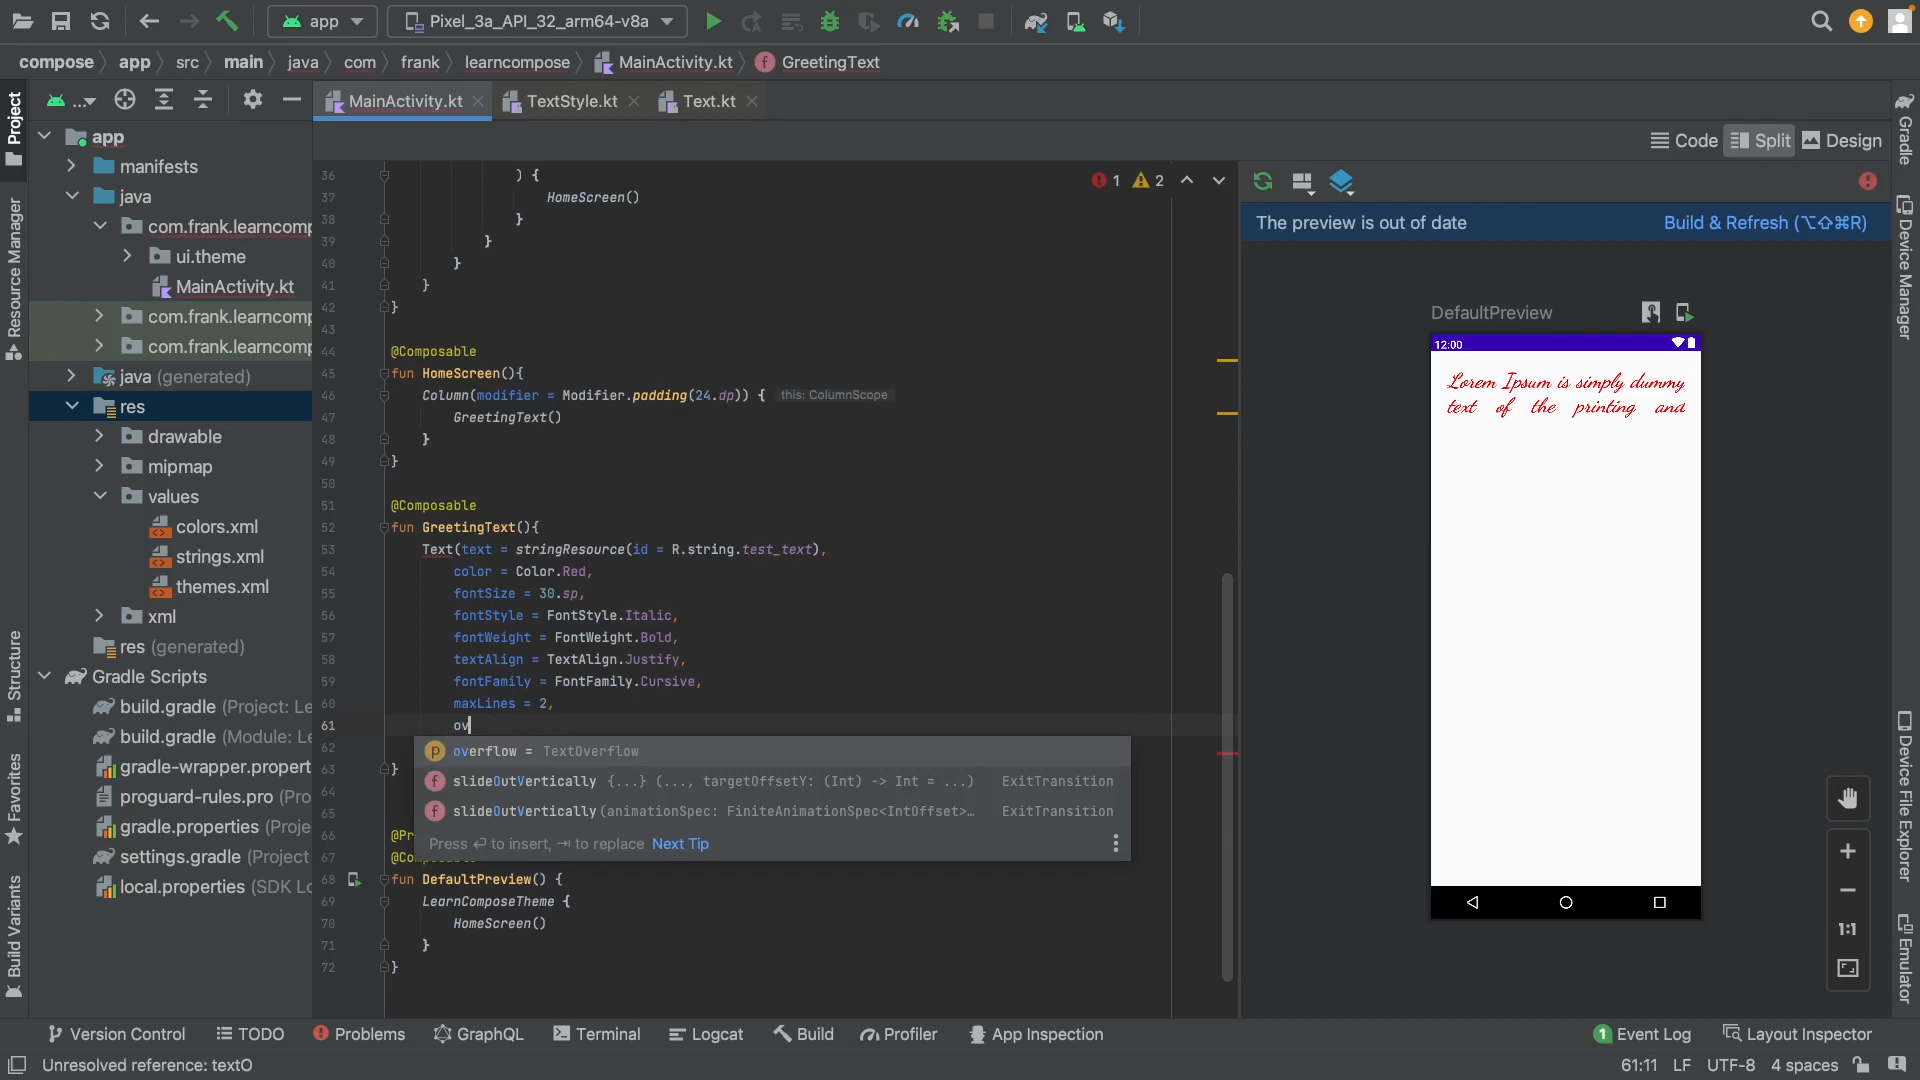 app
Pixel_3a_API_32_arm64-v8a
compose
app
src
main
java
com
frank
learncompose
MainActivity.kt
GreetingText
...
MainActivity.kt
TextStyle.kt
Text.kt
Code
Split
Design
Project
Resource Manager
Structure
Favorites
Build Variants
app
manifests
java
com.frank.learncomp
ui.theme
MainActivity.kt
com.frank.learncomp
com.frank.learncomp
java (generated)
res
drawable
mipmap
values
colors.xml
strings.xml
themes.xml
xml
res (generated)
Gradle Scripts
build.gradle (Project: Le
build.gradle (Module: Le
gradle-wrapper.propert
proguard-rules.pro (Pro
gradle.properties (Proje
settings.gradle (Project
local.properties (SDK Lo
1 2
36 ) {
37 HomeScreen()
38 }
39 }
40 }
41 }
42 }
43
44 @Composable
45 fun HomeScreen(){
46 Column(modifier = Modifier.padding(24.dp)) { this: ColumnScope
47 GreetingText()
48 }
49 }
50
51 @Composable
52 fun GreetingText(){
53 Text(text = stringResource(id = R.string.test_text),
54 color = Color.Red,
55 fontSize = 30.sp,
56 fontStyle = FontStyle.Italic,
57 fontWeight = FontWeight.Bold,
58 textAlign = TextAlign.Justify,
59 fontFamily = FontFamily.Cursive,
60 maxLines = 2,
61 ov
62
63 }
64
65
66 @Pr
67 @Composable
68 fun DefaultPreview() {
69 LearnComposeTheme {
70 HomeScreen()
71 }
72 }
p overflow = TextOverflow
f slideOutVertically {...} (..., targetOffsetY: (Int) -> Int = ...) ExitTransition
f slideOutVertically(animationSpec: FiniteAnimationSpec<IntOffset>... ExitTransition
Press ⏎ to insert, ⇥ to replace Next Tip
The preview is out of date
Build & Refresh (⌥⇧⌘R)
DefaultPreview
12:00
Lorem Ipsum is simply dummy
text of the printing and
1:1
Gradle
Device Manager
Device File Explorer
Emulator
Version Control
TODO
Problems
GraphQL
Terminal
Logcat
Build
Profiler
App Inspection
1 Event Log
Layout Inspector
Unresolved reference: textO
61:11 LF UTF-8 4 spaces